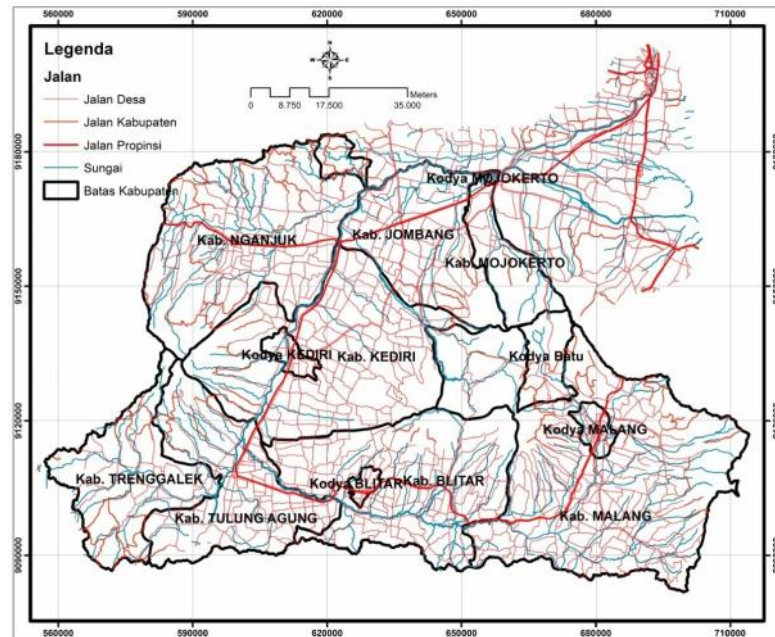 560000 590000 620000 650000 680000 710000
Legenda
Jalan
Jalan Desa
Jalan Kabupaten
Jalan Propinsi
Sungai
Batas Kabupaten
N
W E
S
Meters
0 8.750 17.500 35.000
9180000
Kodya MOJOKERTO
Kab. NGANJUK
Kab. JOMBANG
Kab. MOJOKERTO
9150000
Kodya KEDIRI
Kab. KEDIRI
Kodya Batu
9120000
Kodya MALANG
Kab. TRENGGALEK
Kodya BLITAR
Kab. BLITAR
Kab. TULUNG AGUNG
Kab. MALANG
9090000
560000 590000 620000 650000 680000 710000